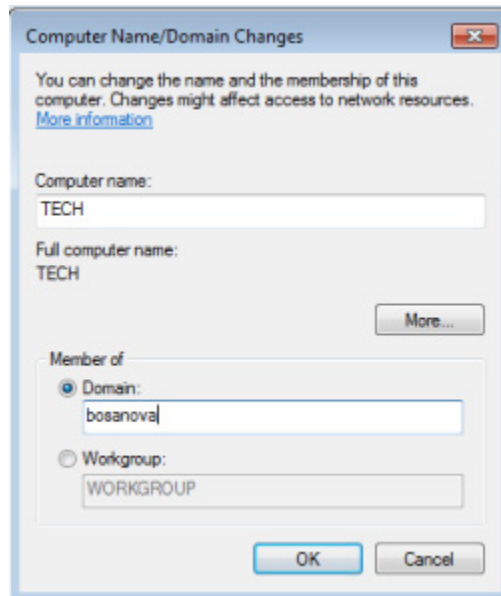 Computer Name/Domain Changes
You can change the name and the membership of this
computer. Changes might affect access to network resources.
More information
Computer name:
TECH
Full computer name:
TECH
More...
Member of
Domain:
bosanova
Workgroup:
WORKGROUP
OK Cancel